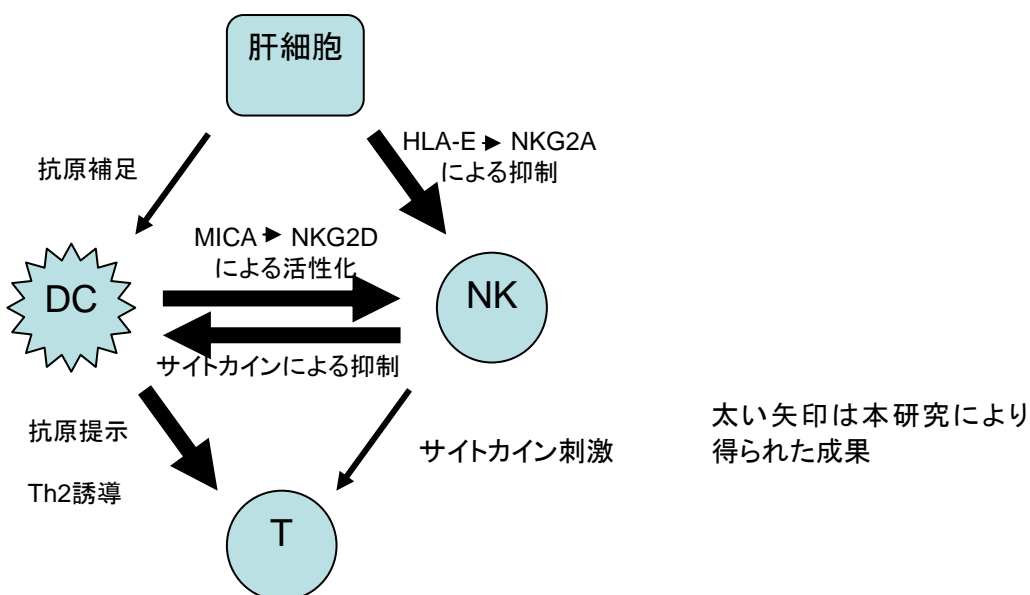 肝細胞
HLA-E ► NKG2A
による抑制
抗原補足
MICA ► NKG2D
による活性化
DC
NK
サイトカインによる抑制
抗原提示
Th2誘導
サイトカイン刺激
太い矢印は本研究により
得られた成果
T